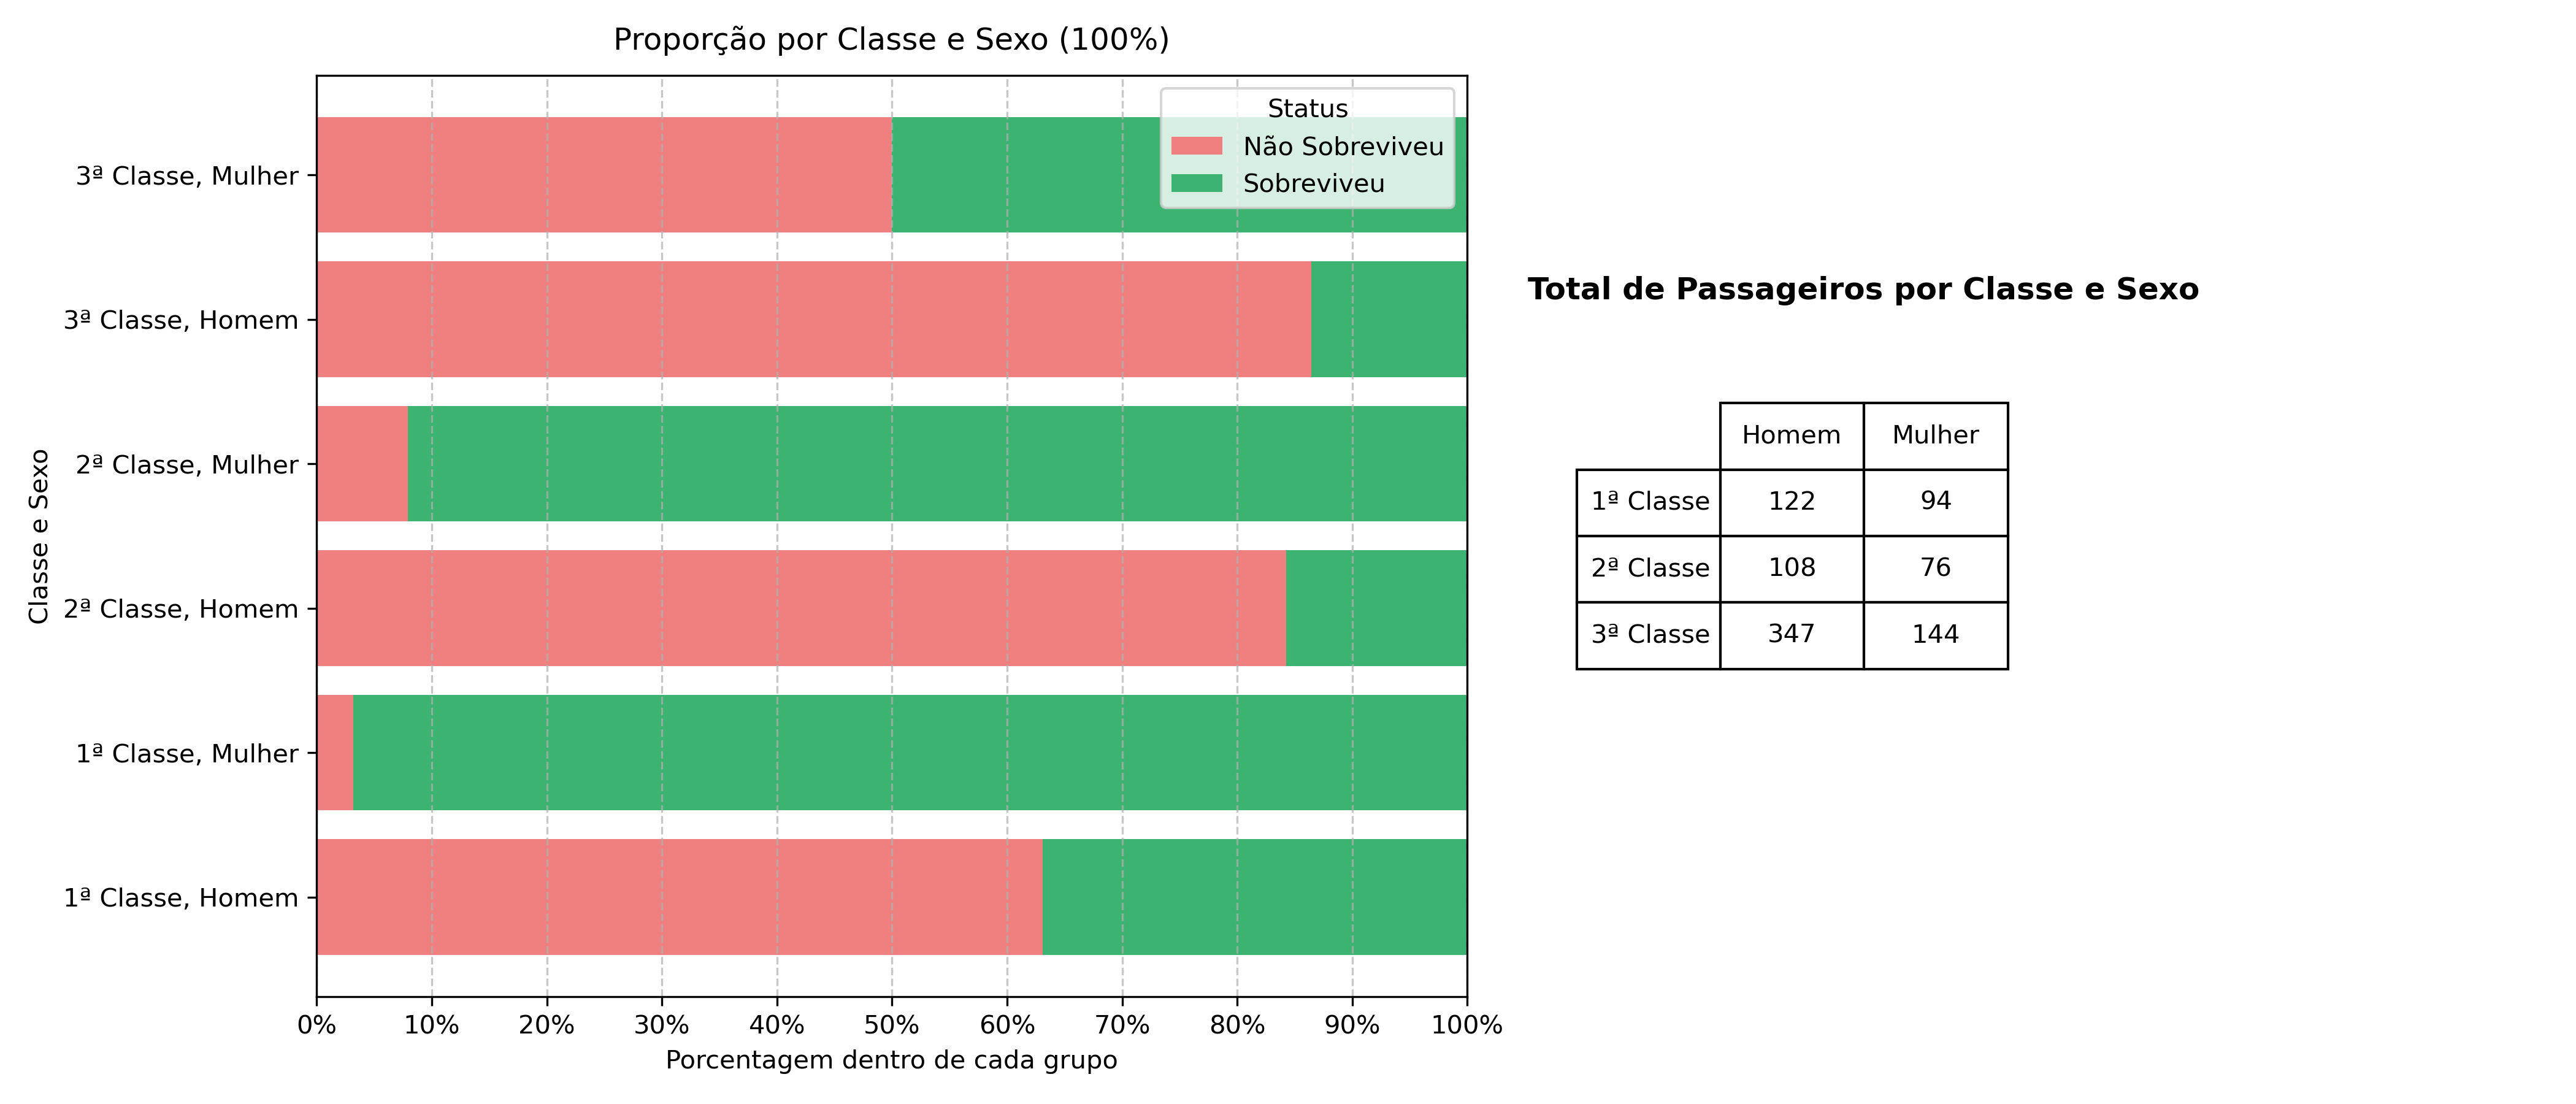 Proporção por Classe e Sexo (100%)
Status
Não Sobreviveu
Sobreviveu
3ª Classe, Mulher
3ª Classe, Homem
2ª Classe, Mulher
2ª Classe, Homem
1ª Classe, Mulher
1ª Classe, Homem
Classe e Sexo
0% 10% 20% 30% 40% 50% 60% 70% 80% 90% 100%
Porcentagem dentro de cada grupo
Total de Passageiros por Classe e Sexo
Homem Mulher
1ª Classe 122 94
2ª Classe 108 76
3ª Classe 347 144